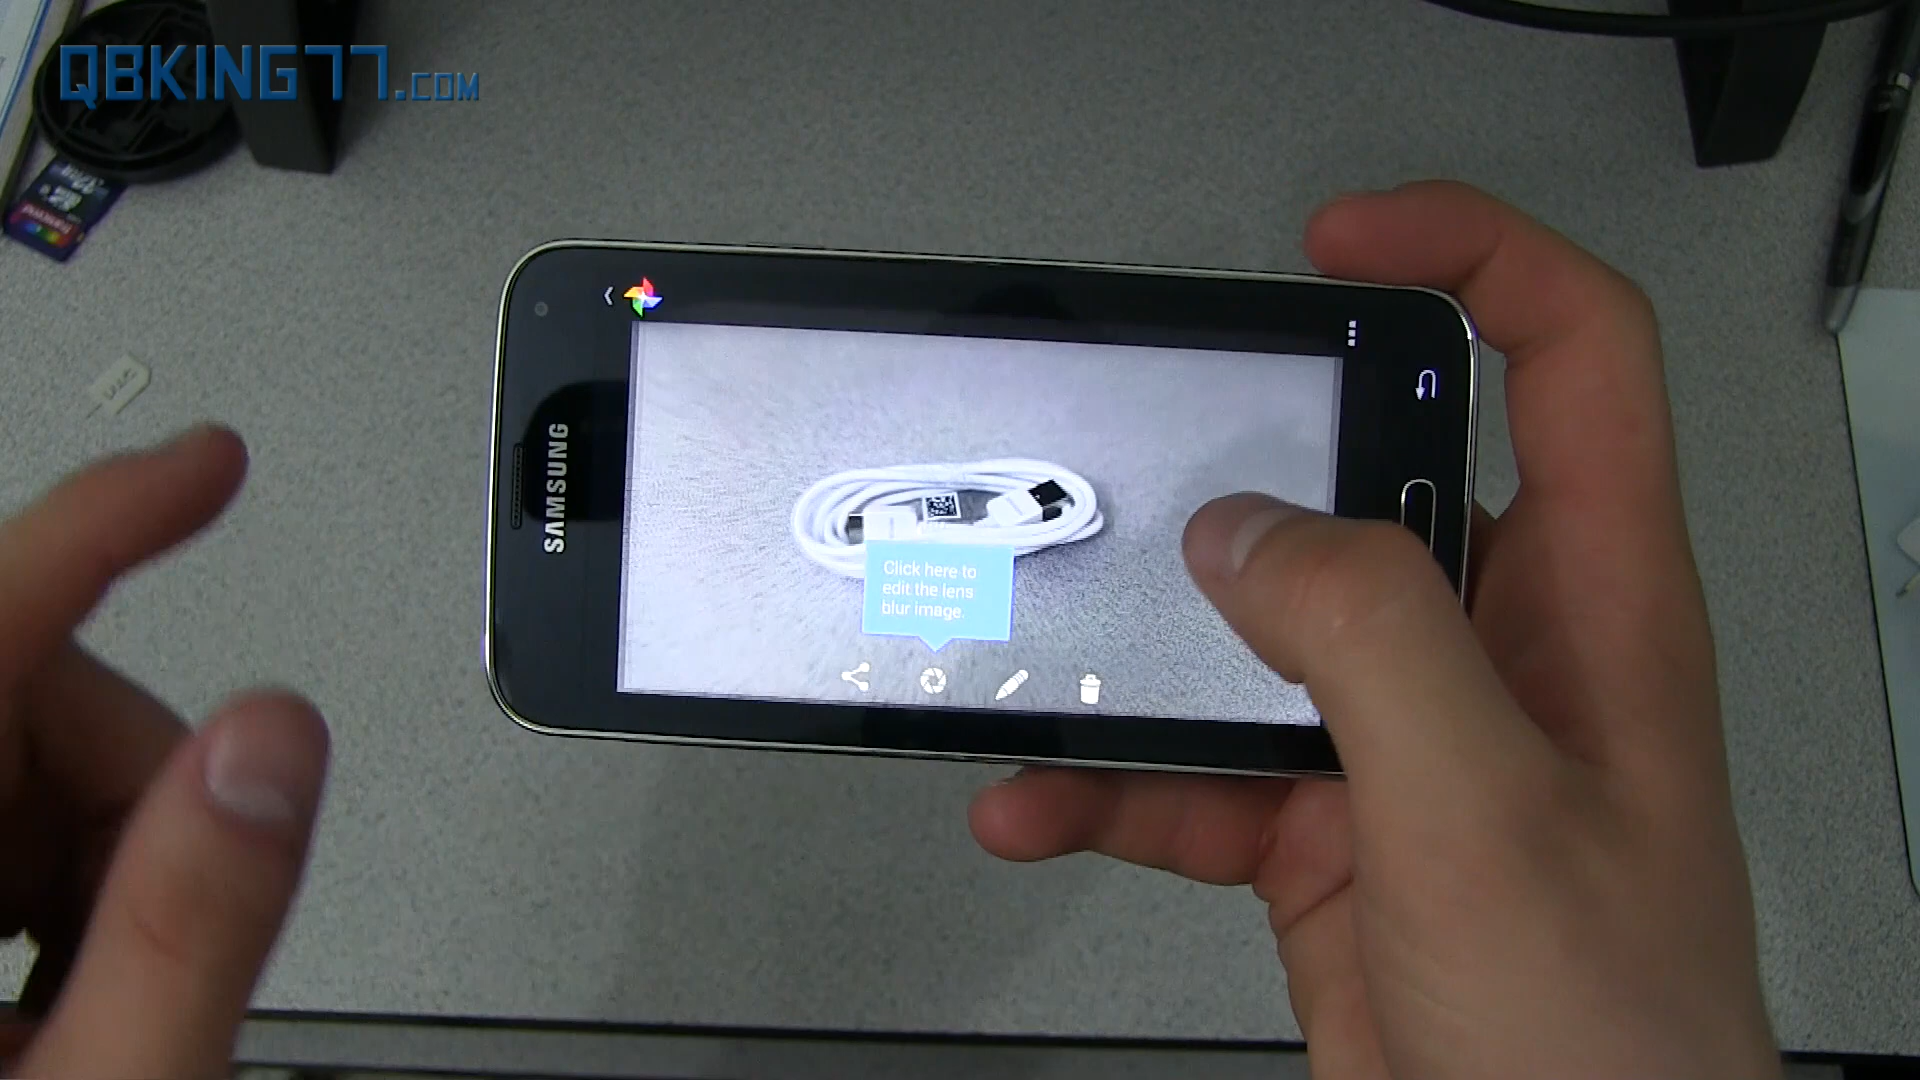 QBKING77.COM
SAMSUNG
Click here to
edit the lens
blur image.